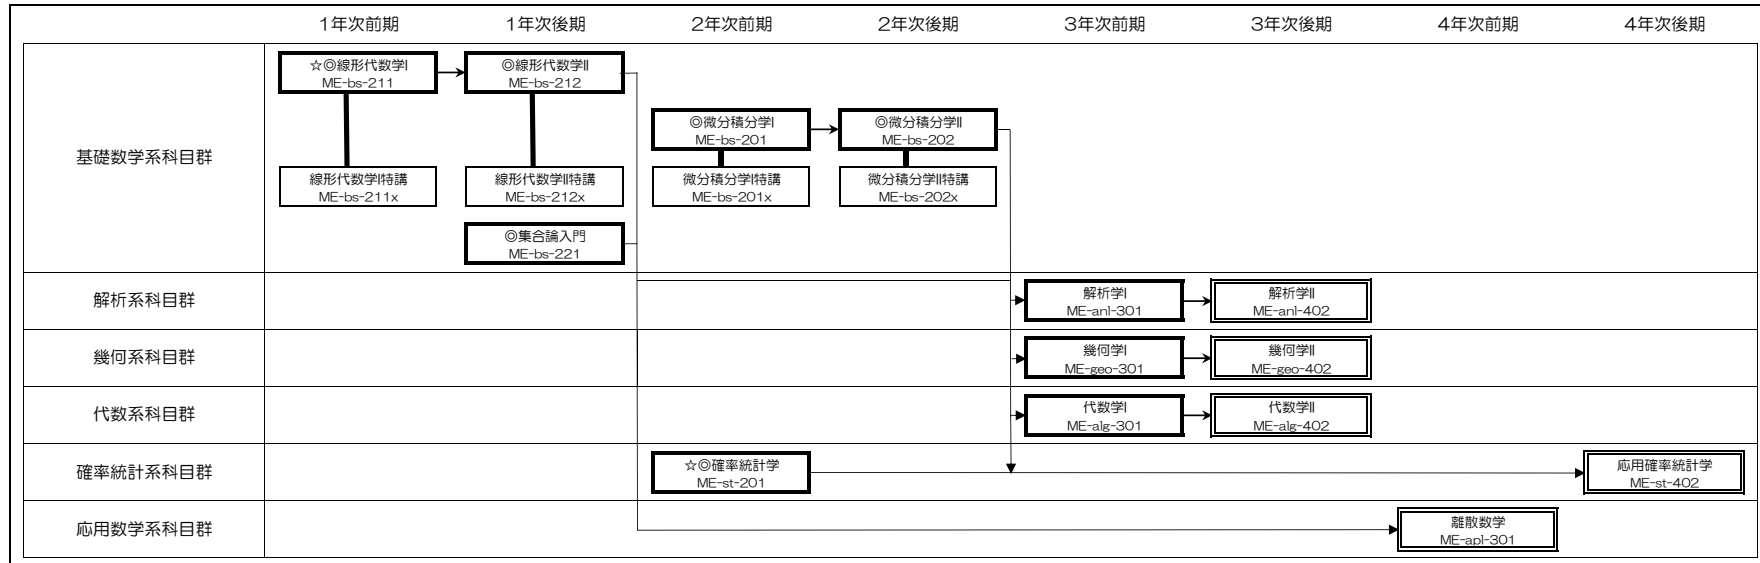 1年次前期 1年次後期 2年次前期 2年次後期 3年次前期 3年次後期 4年次前期 4年次後期
基礎数学系科目群
☆◎線形代数学Ⅰ
ME-bs-211
◎線形代数学Ⅱ
ME-bs-212
◎微分積分学Ⅰ
ME-bs-201
◎微分積分学Ⅱ
ME-bs-202
線形代数学Ⅰ特講
ME-bs-211x
線形代数学Ⅱ特講
ME-bs-212x
微分積分学Ⅰ特講
ME-bs-201x
微分積分学Ⅱ特講
ME-bs-202x
◎集合論入門
ME-bs-221
解析系科目群
解析学Ⅰ
ME-anl-301
解析学Ⅱ
ME-anl-402
幾何系科目群
幾何学Ⅰ
ME-geo-301
幾何学Ⅱ
ME-geo-402
代数系科目群
代数学Ⅰ
ME-alg-301
代数学Ⅱ
ME-alg-402
確率統計系科目群
☆◎確率統計学
ME-st-201
応用確率統計学
ME-st-402
応用数学系科目群
離散数学
ME-apl-301